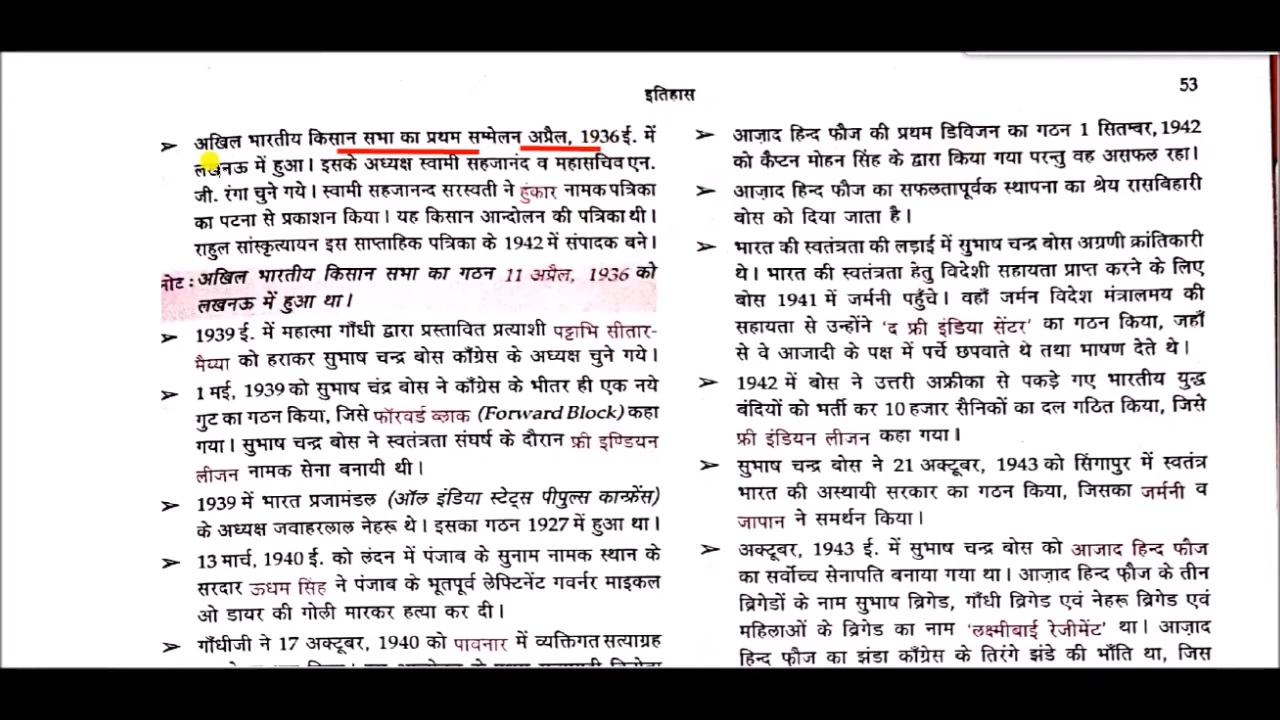 53
इतिहास
➢ अखिल भारतीय किसान सभा का प्रथम सम्मेलन अप्रैल, 1936 ई. में
लखनऊ में हुआ। इसके अध्यक्ष स्वामी सहजानंद व महासचिव एन.
जी. रंगा चुने गये। स्वामी सहजानन्द सरस्वती ने हुंकार नामक पत्रिका
का पटना से प्रकाशन किया। यह किसान आन्दोलन की पत्रिका थी।
राहुल सांस्कृत्यायन इस साप्ताहिक पत्रिका के 1942 में संपादक बने।
नोट : अखिल भारतीय किसान सभा का गठन 11 अप्रैल, 1936 को
लखनऊ में हुआ था।
➢ 1939 ई. में महात्मा गाँधी द्वारा प्रस्तावित प्रत्याशी पट्टाभि सीतार-
मैय्या को हराकर सुभाष चन्द्र बोस काँग्रेस के अध्यक्ष चुने गये।
➢ 1 मई, 1939 को सुभाष चंद्र बोस ने काँग्रेस के भीतर ही एक नये
गुट का गठन किया, जिसे फॉरवर्ड ब्लाक (Forward Block) कहा
गया। सुभाष चन्द्र बोस ने स्वतंत्रता संघर्ष के दौरान फ्री इण्डियन
लीजन नामक सेना बनायी थी।
➢ 1939 में भारत प्रजामंडल (ऑल इंडिया स्टेट्स पीपुल्स कान्फ्रेंस)
के अध्यक्ष जवाहरलाल नेहरू थे। इसका गठन 1927 में हुआ था।
➢ 13 मार्च, 1940 ई. को लंदन में पंजाब के सुनाम नामक स्थान के
सरदार ऊधम सिंह ने पंजाब के भूतपूर्व लेफ्टिनेंट गवर्नर माइकल
ओ डायर की गोली मारकर हत्या कर दी।
➢ गाँधीजी ने 17 अक्टूबर, 1940 को पावनार में व्यक्तिगत सत्याग्रह
➢ आज़ाद हिन्द फौज की प्रथम डिविजन का गठन 1 सितम्बर, 1942
को कैप्टन मोहन सिंह के द्वारा किया गया परन्तु वह असफल रहा।
➢ आज़ाद हिन्द फौज का सफलतापूर्वक स्थापना का श्रेय रासबिहारी
बोस को दिया जाता है।
➢ भारत की स्वतंत्रता की लड़ाई में सुभाष चन्द्र बोस अग्रणी क्रांतिकारी
थे। भारत की स्वतंत्रता हेतु विदेशी सहायता प्राप्त करने के लिए
बोस 1941 में जर्मनी पहुँचे। वहाँ जर्मन विदेश मंत्रालमय की
सहायता से उन्होंने ‘द फ्री इंडिया सेंटर’ का गठन किया, जहाँ
से वे आजादी के पक्ष में पर्चे छपवाते थे तथा भाषण देते थे।
➢ 1942 में बोस ने उत्तरी अफ्रीका से पकड़े गए भारतीय युद्ध
बंदियों को भर्ती कर 10 हजार सैनिकों का दल गठित किया, जिसे
फ्री इंडियन लीजन कहा गया।
➢ सुभाष चन्द्र बोस ने 21 अक्टूबर, 1943 को सिंगापुर में स्वतंत्र
भारत की अस्थायी सरकार का गठन किया, जिसका जर्मनी व
जापान ने समर्थन किया।
➢ अक्टूबर, 1943 ई. में सुभाष चन्द्र बोस को आजाद हिन्द फौज
का सर्वोच्च सेनापति बनाया गया था। आज़ाद हिन्द फ़ौज के तीन
ब्रिगेडों के नाम सुभाष ब्रिगेड, गाँधी ब्रिगेड एवं नेहरू ब्रिगेड एवं
महिलाओं के ब्रिगेड का नाम ‘लक्ष्मीबाई रेजीमेंट’ था। आज़ाद
हिन्द फौज का झंडा काँग्रेस के तिरंगे झंडे की भाँति था, जिस